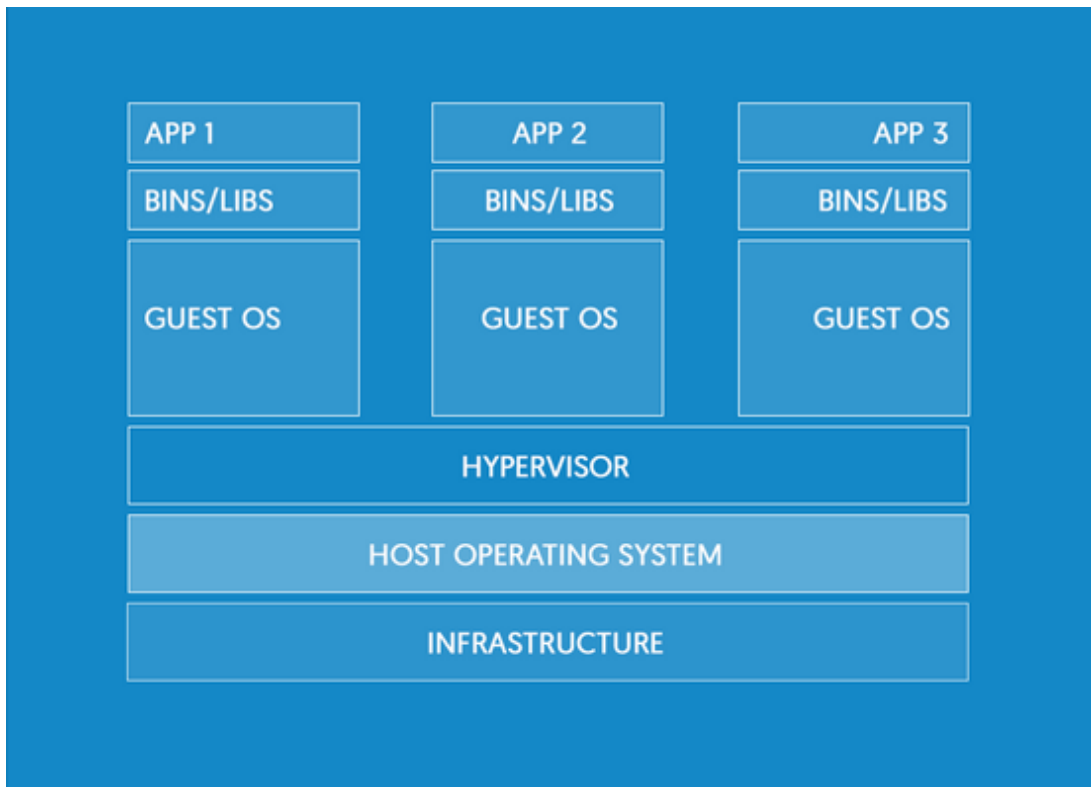 APP 1
APP 2
APP 3
BINS/LIBS
BINS/LIBS
BINS/LIBS
GUEST OS
GUEST OS
GUEST OS
HYPERVISOR
HOST OPERATING SYSTEM
INFRASTRUCTURE